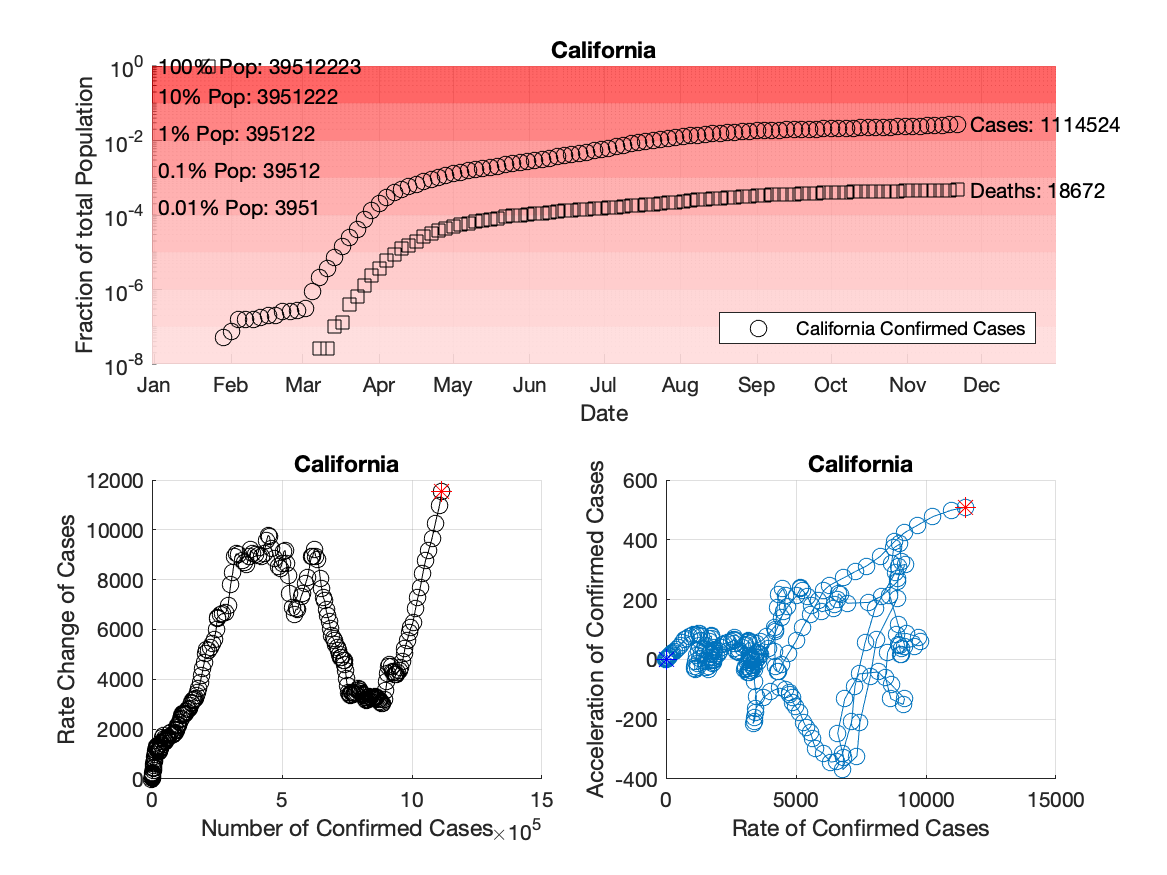 California
10^0
100% Pop: 39512223
10% Pop: 3951222
10^-2
1% Pop: 395122
Cases: 1114524
0.1% Pop: 39512
Deaths: 18672
10^-4
0.01% Pop: 3951
10^-6
10^-8
Fraction of total Population
California Confirmed Cases
Jan Feb Mar Apr May Jun Jul Aug Sep Oct Nov Dec
Date
California
12000
10000
8000
6000
4000
2000
0
Rate Change of Cases
0 5 10 15
Number of Confirmed Cases ×10^5
California
600
400
200
0
-200
-400
Acceleration of Confirmed Cases
0 5000 10000 15000
Rate of Confirmed Cases